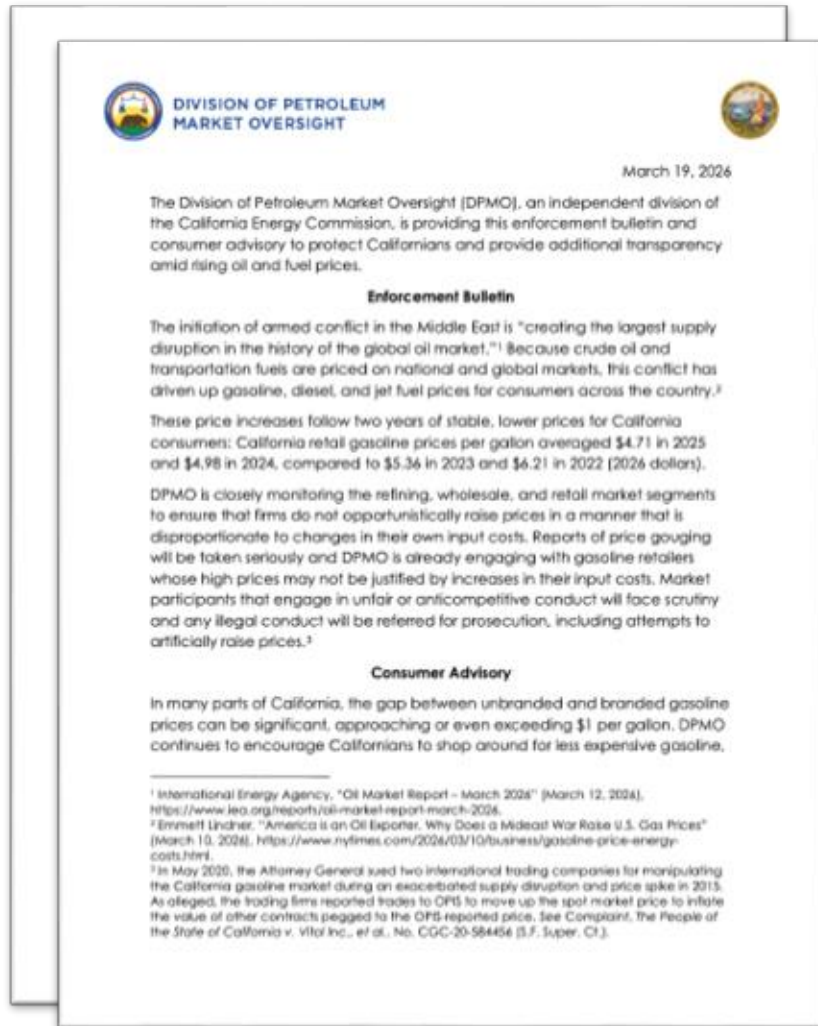 DIVISION OF PETROLEUM
MARKET OVERSIGHT
March 19, 2026
The Division of Petroleum Market Oversight (DPMO), an independent division of
the California Energy Commission, is providing this enforcement bulletin and
consumer advisory to protect Californians and provide additional transparency
amid rising oil and fuel prices.
Enforcement Bulletin
The initiation of armed conflict in the Middle East is "creating the largest supply
disruption in the history of the global oil market."¹ Because crude oil and
transportation fuels are priced on national and global markets, this conflict has
driven up gasoline, diesel, and jet fuel prices for consumers across the country.²
These price increases follow two years of stable, lower prices for California
consumers: California retail gasoline prices per gallon averaged $4.71 in 2025
and $4.98 in 2024, compared to $5.36 in 2023 and $6.21 in 2022 (2026 dollars).
DPMO is closely monitoring the refining, wholesale, and retail market segments
to ensure that firms do not opportunistically raise prices in a manner that is
disproportionate to changes in their own input costs. Reports of price gouging
will be taken seriously and DPMO is already engaging with gasoline retailers
whose high prices may not be justified by increases in their input costs. Market
participants that engage in unfair or anticompetitive conduct will face scrutiny
and any illegal conduct will be referred for prosecution, including attempts to
artificially raise prices.³
Consumer Advisory
In many parts of California, the gap between unbranded and branded gasoline
prices can be significant, approaching or even exceeding $1 per gallon. DPMO
continues to encourage Californians to shop around for less expensive gasoline,
¹ International Energy Agency, "Oil Market Report – March 2026" (March 12, 2026),
https://www.iea.org/reports/oil-market-report-march-2026.
² Emmett Lindner, "America is an Oil Exporter. Why Does a Mideast War Raise U.S. Gas Prices"
(March 10, 2026), https://www.nytimes.com/2026/03/10/business/gasoline-price-energy-
costs.html.
³ In May 2020, the Attorney General sued two international trading companies for manipulating
the California gasoline market during an exacerbated supply disruption and price spike in 2015.
As alleged, the trading firms reported trades to OPIS to move up the spot market price to inflate
the value of other contracts pegged to the OPIS-reported price. See Complaint, The People of
the State of California v. Vitol Inc., et al., No. CGC-20-584456 (S.F. Super. Ct.).